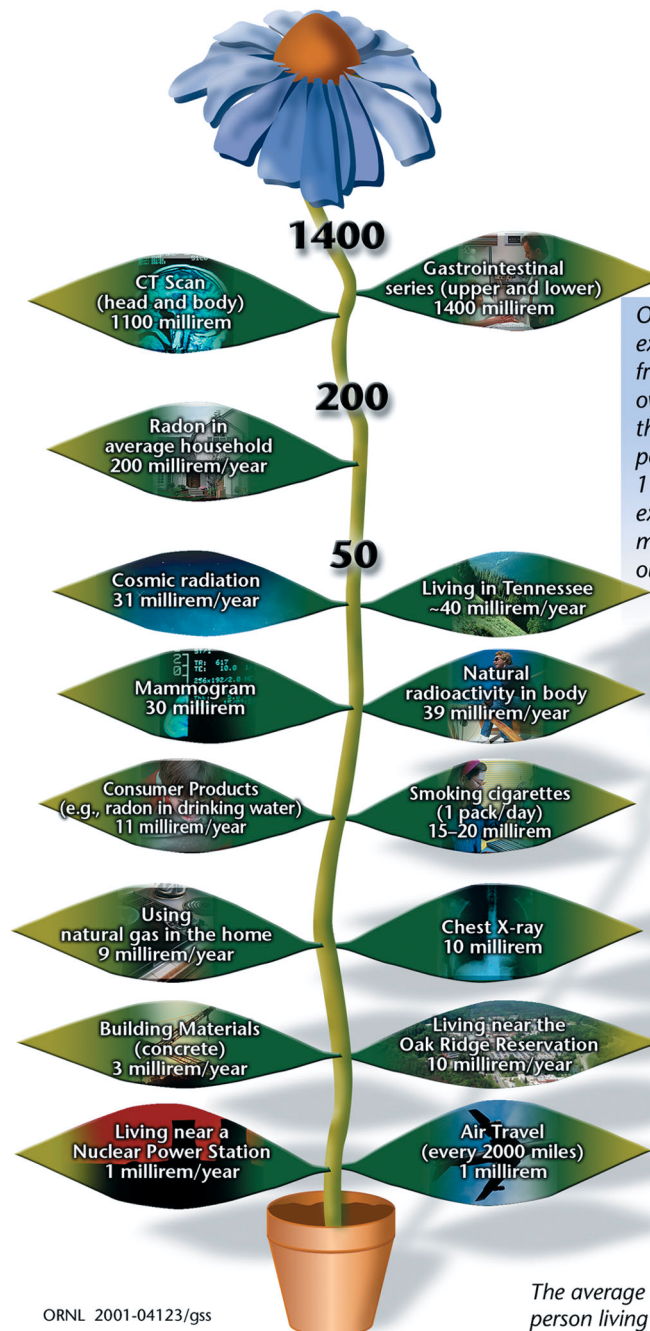 1400
CT Scan
(head and body)
1100 millirem
Gastrointestinal
series (upper and lower)
1400 millirem
200
Radon in
average household
200 millirem/year
50
Cosmic radiation
31 millirem/year
Living in Tennessee
~40 millirem/year
Mammogram
30 millirem
Natural
radioactivity in body
39 millirem/year
Consumer Products
(e.g., radon in drinking water)
11 millirem/year
Smoking cigarettes
(1 pack/day)
15–20 millirem
Using
natural gas in the home
9 millirem/year
Chest X-ray
10 millirem
Building Materials
(concrete)
3 millirem/year
Living near the
Oak Ridge Reservation
10 millirem/year
Living near a
Nuclear Power Station
1 millirem/year
Air Travel
(every 2000 miles)
1 millirem
ORNL 2001-04123/gss
The average
person living